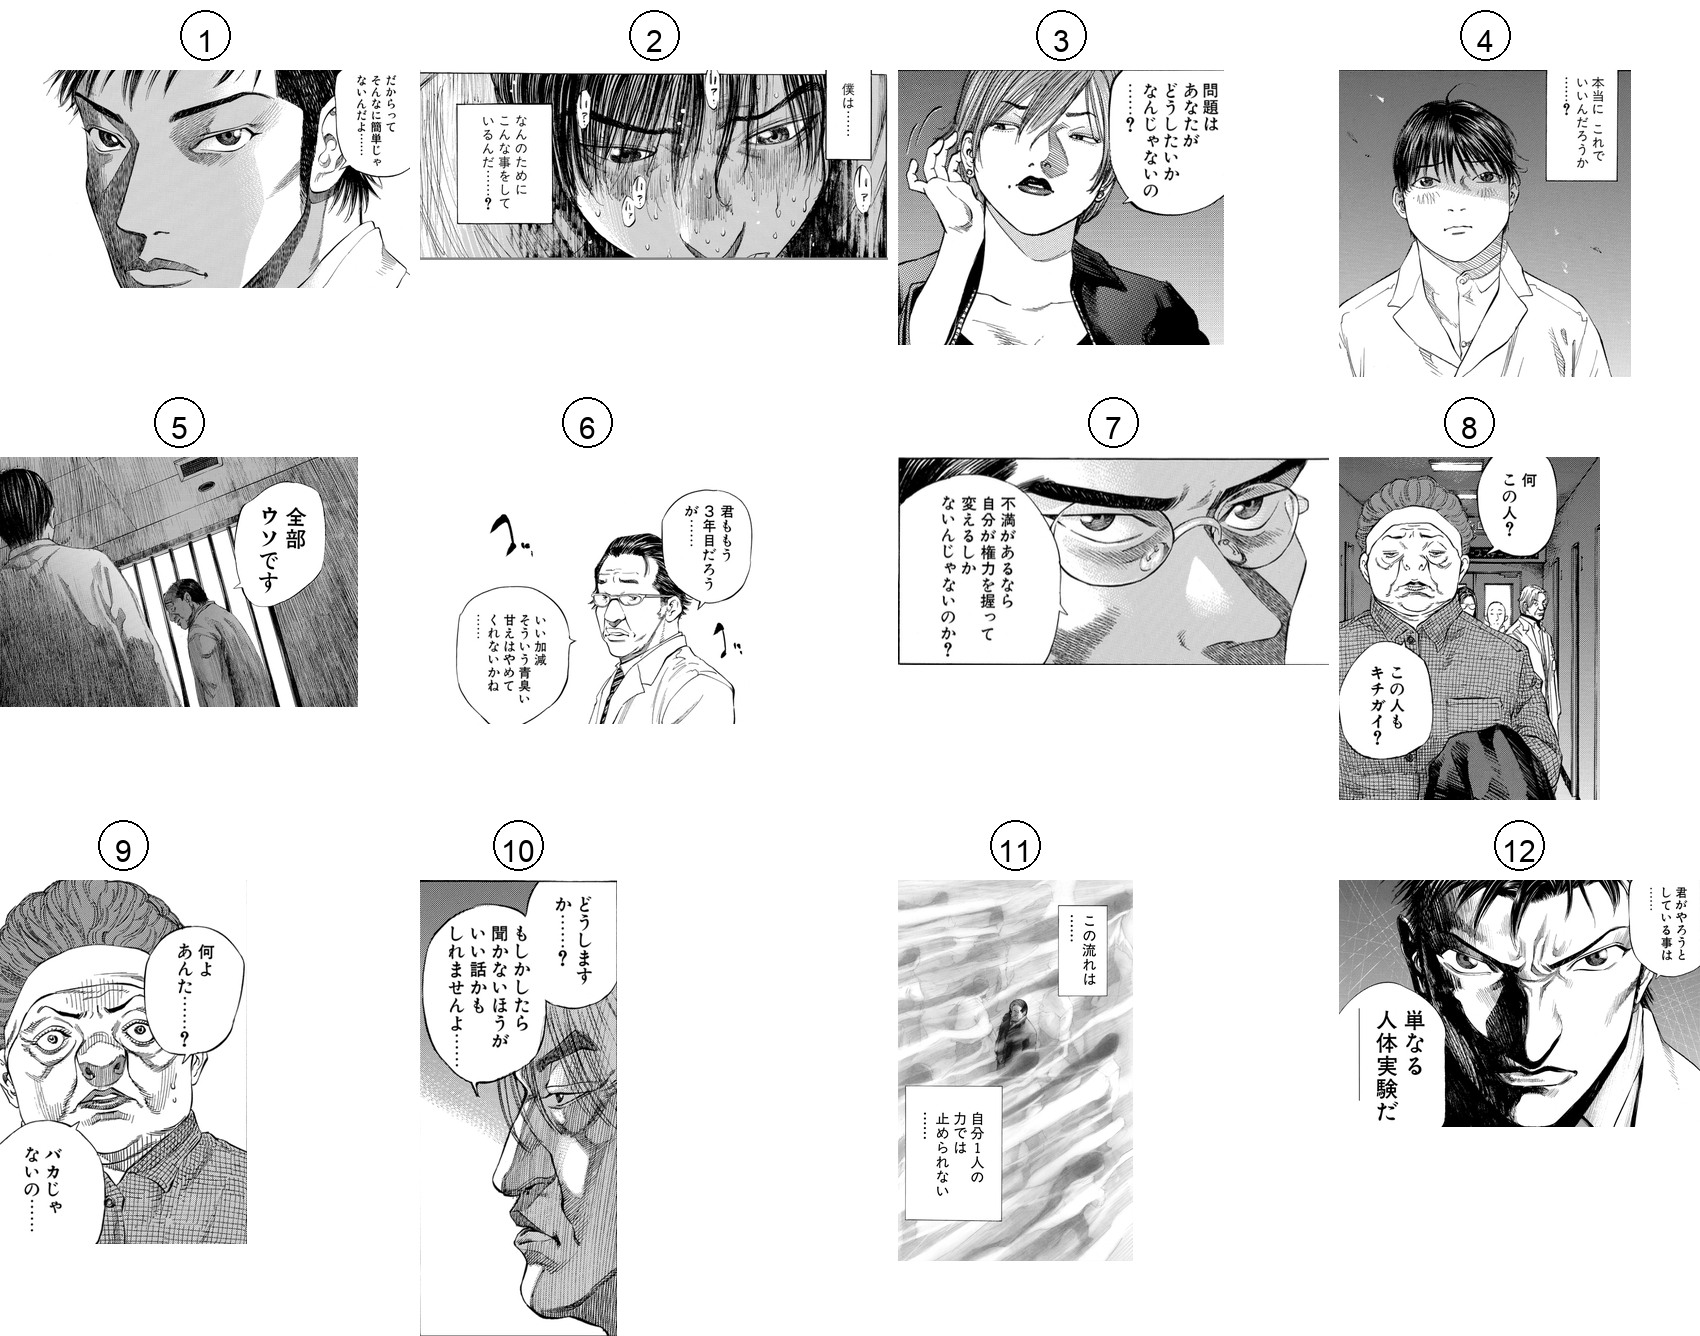 1
だからって
そんなに簡単じゃ
ないんだよ……
2
僕は……
ハァ
ハァ
ハァ
ハァ
ハァ
ハァ
なんのために
こんな事をして
いるんだ……?
3
問題は
あなたが
どうしたいか
なんじゃないの
……?
4
本当に これで
いいんだろうか
……?
5
全部
ウソです
6
君ももう
3年目だろう
が……
いい加減
そういう青臭い
甘えはやめて
くれないかね
……
7
不満があるなら
自分が権力を握って
変えるしか
ないんじゃないのか?
8
何
この人?
この人も
キチガイ?
9
何よ
あんた……?
バカじゃ
ないの……
10
どうします
か……?
もしかしたら
聞かないほうが
いい話かも
しれませんよ……
11
この流れは
……
自分1人の
力では
止められない
……
12
君がやろうと
している事は
……
単なる
人体実験だ